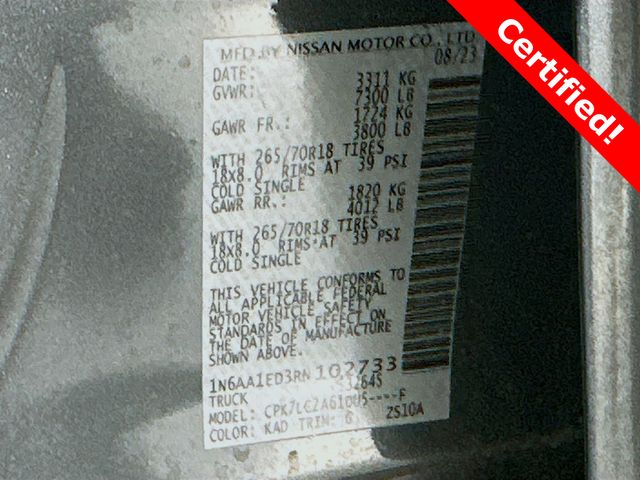 Certified!
MFD BY NISSAN MOTOR CO., LTD
DATE: 08/23
GVWR: 3311 KG
7300 LB
GAWR FR.: 1724 KG
3800 LB
WITH 265/70R18 TIRES
18X8.0 RIMS AT 39 PSI
COLD SINGLE
GAWR RR.: 1820 KG
4012 LB
WITH 265/70R18 TIRES
18X8.0 RIMS AT 39 PSI
COLD SINGLE
THIS VEHICLE CONFORMS TO
ALL APPLICABLE FEDERAL
MOTOR VEHICLE SAFETY
STANDARDS IN EFFECT ON
THE DATE OF MANUFACTURE
SHOWN ABOVE.
1N6AA1ED3RN102733
TRUCK
MODEL:
COLOR: KAD TRIM: G ZS10A